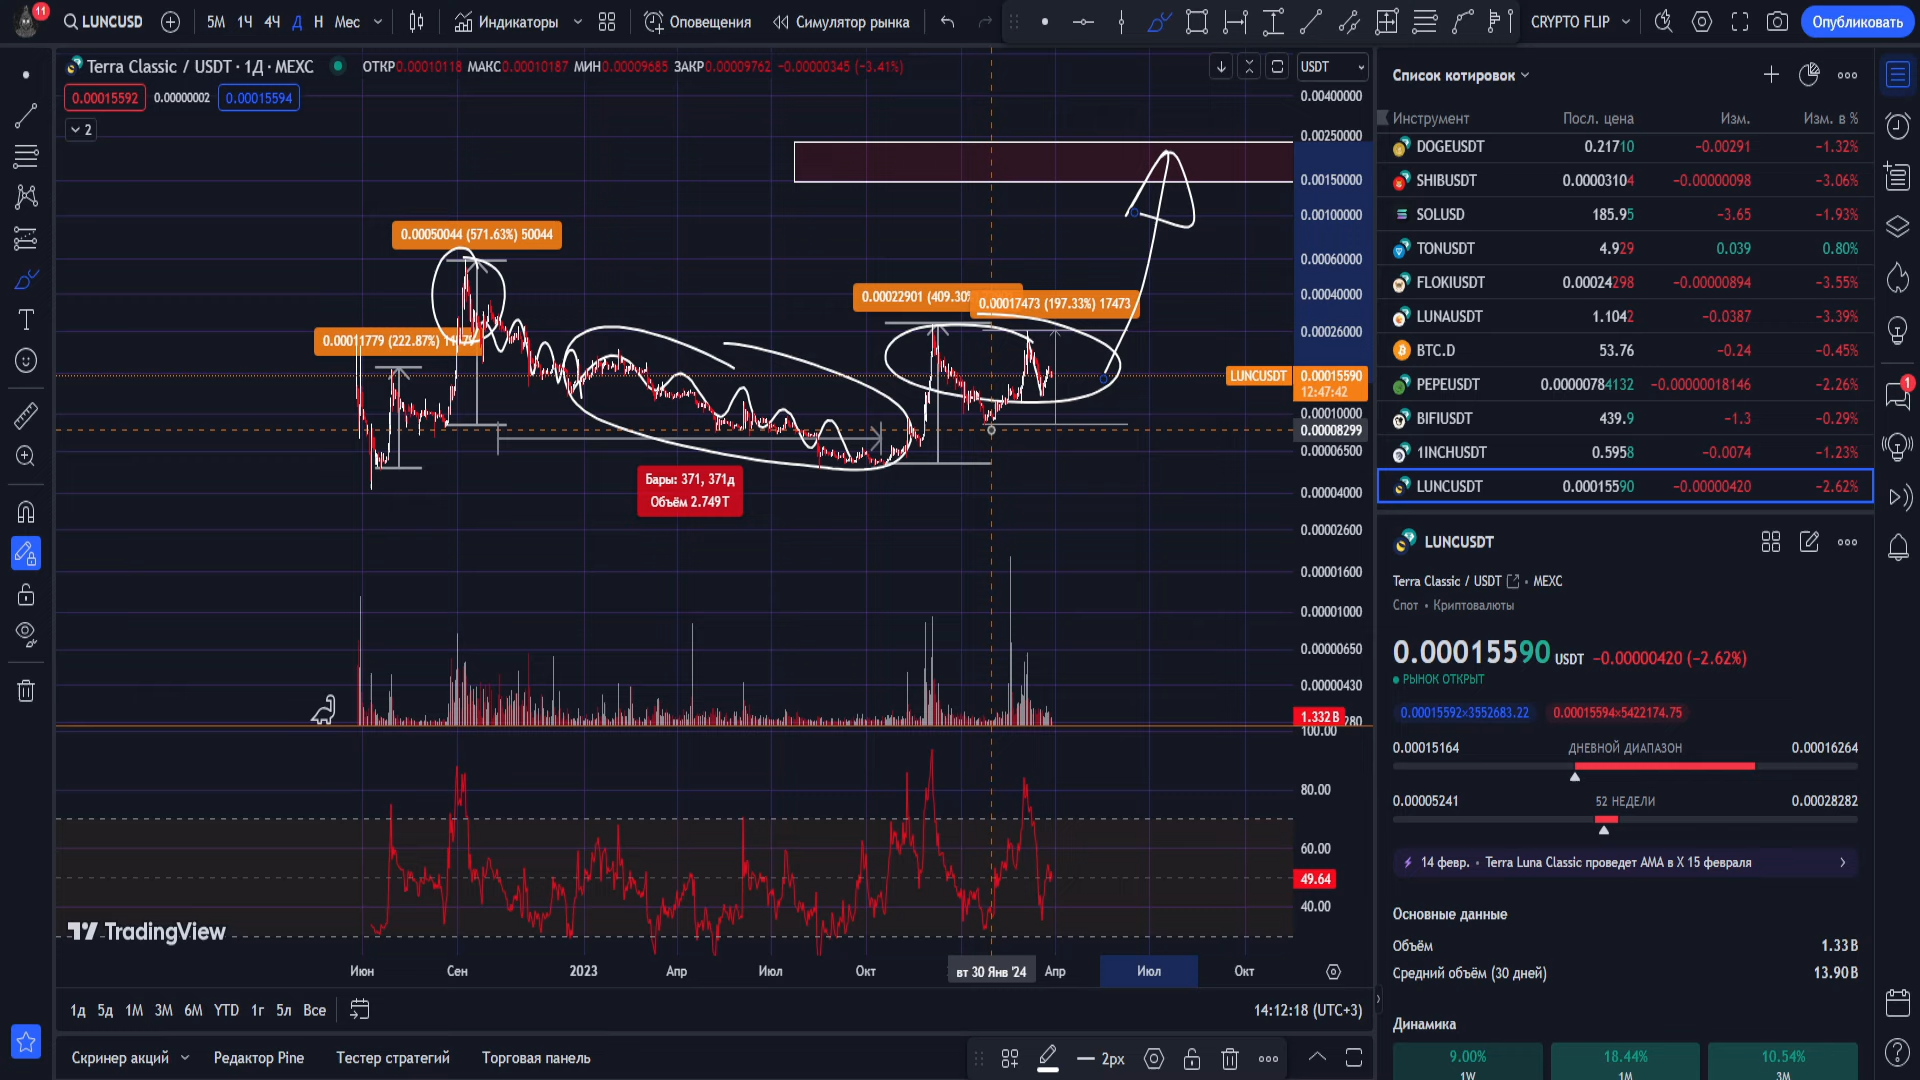 11
LUNCUSD
5М 1Ч 4Ч Д Н Мес
Индикаторы
Оповещения
Симулятор рынка
CRYPTO FLIP
Опубликовать
Terra Classic / USDT · 1Д · MEXC
ОТКР0.00010118 МАКС0.00010187 МИН0.00009685 ЗАКР0.00009762 −0.00000345 (−3.41%)
0.00015592 0.00000002 0.00015594
2
USDT
0.00400000
0.00250000
0.00150000
0.00100000
0.00060000
0.00040000
0.00026000
LUNCUSDT 0.00015590
12:47:42
0.00010000
0.00008299
0.00006500
0.00004000
0.00002600
0.00001600
0.00001000
0.00000650
0.00000430
1.332B
280
100.00
80.00
60.00
49.64
40.00
0.00050044 (571.63%) 50044
0.00011779 (222.87%)
0.00022901 (409.30%
0.00017473 (197.33%) 17473
Бары: 371, 371д
Объём 2.749T
TradingView
Июн Сен 2023 Апр Июл Окт вт 30 Янв '24 Апр Июл Окт
1д 5д 1М 3М 6М YTD 1г 5л Все
14:12:18 (UTC+3)
Скринер акций Редактор Pine Тестер стратегий Торговая панель
2px
Список котировок
Инструмент Посл. цена Изм. Изм. в %
DOGEUSDT 0.21710 −0.00291 −1.32%
SHIBUSDT 0.00003104 −0.00000098 −3.06%
SOLUSD 185.95 −3.65 −1.93%
TONUSDT 4.929 0.039 0.80%
FLOKIUSDT 0.00024298 −0.00000894 −3.55%
LUNAUSDT 1.1042 −0.0387 −3.39%
BTC.D 53.76 −0.24 −0.45%
PEPEUSDT 0.00000784132 −0.00000018146 −2.26%
BIFIUSDT 439.9 −1.3 −0.29%
1INCHUSDT 0.5958 −0.0074 −1.23%
LUNCUSDT 0.00015590 −0.00000420 −2.62%
LUNCUSDT
Terra Classic / USDT • MEXC
Спот • Криптовалюты
0.00015590 USDT −0.00000420 (−2.62%)
РЫНОК ОТКРЫТ
0.00015592×3552683.22 0.00015594×5422174.75
0.00015164 ДНЕВНОЙ ДИАПАЗОН 0.00016264
0.00005241 52 НЕДЕЛИ 0.00028282
14 февр. • Terra Luna Classic проведет AMA в X 15 февраля
Основные данные
Объём 1.33B
Средний объём (30 дней) 13.90B
Динамика
9.00% 18.44% 10.54%
1W 1M 3M
1